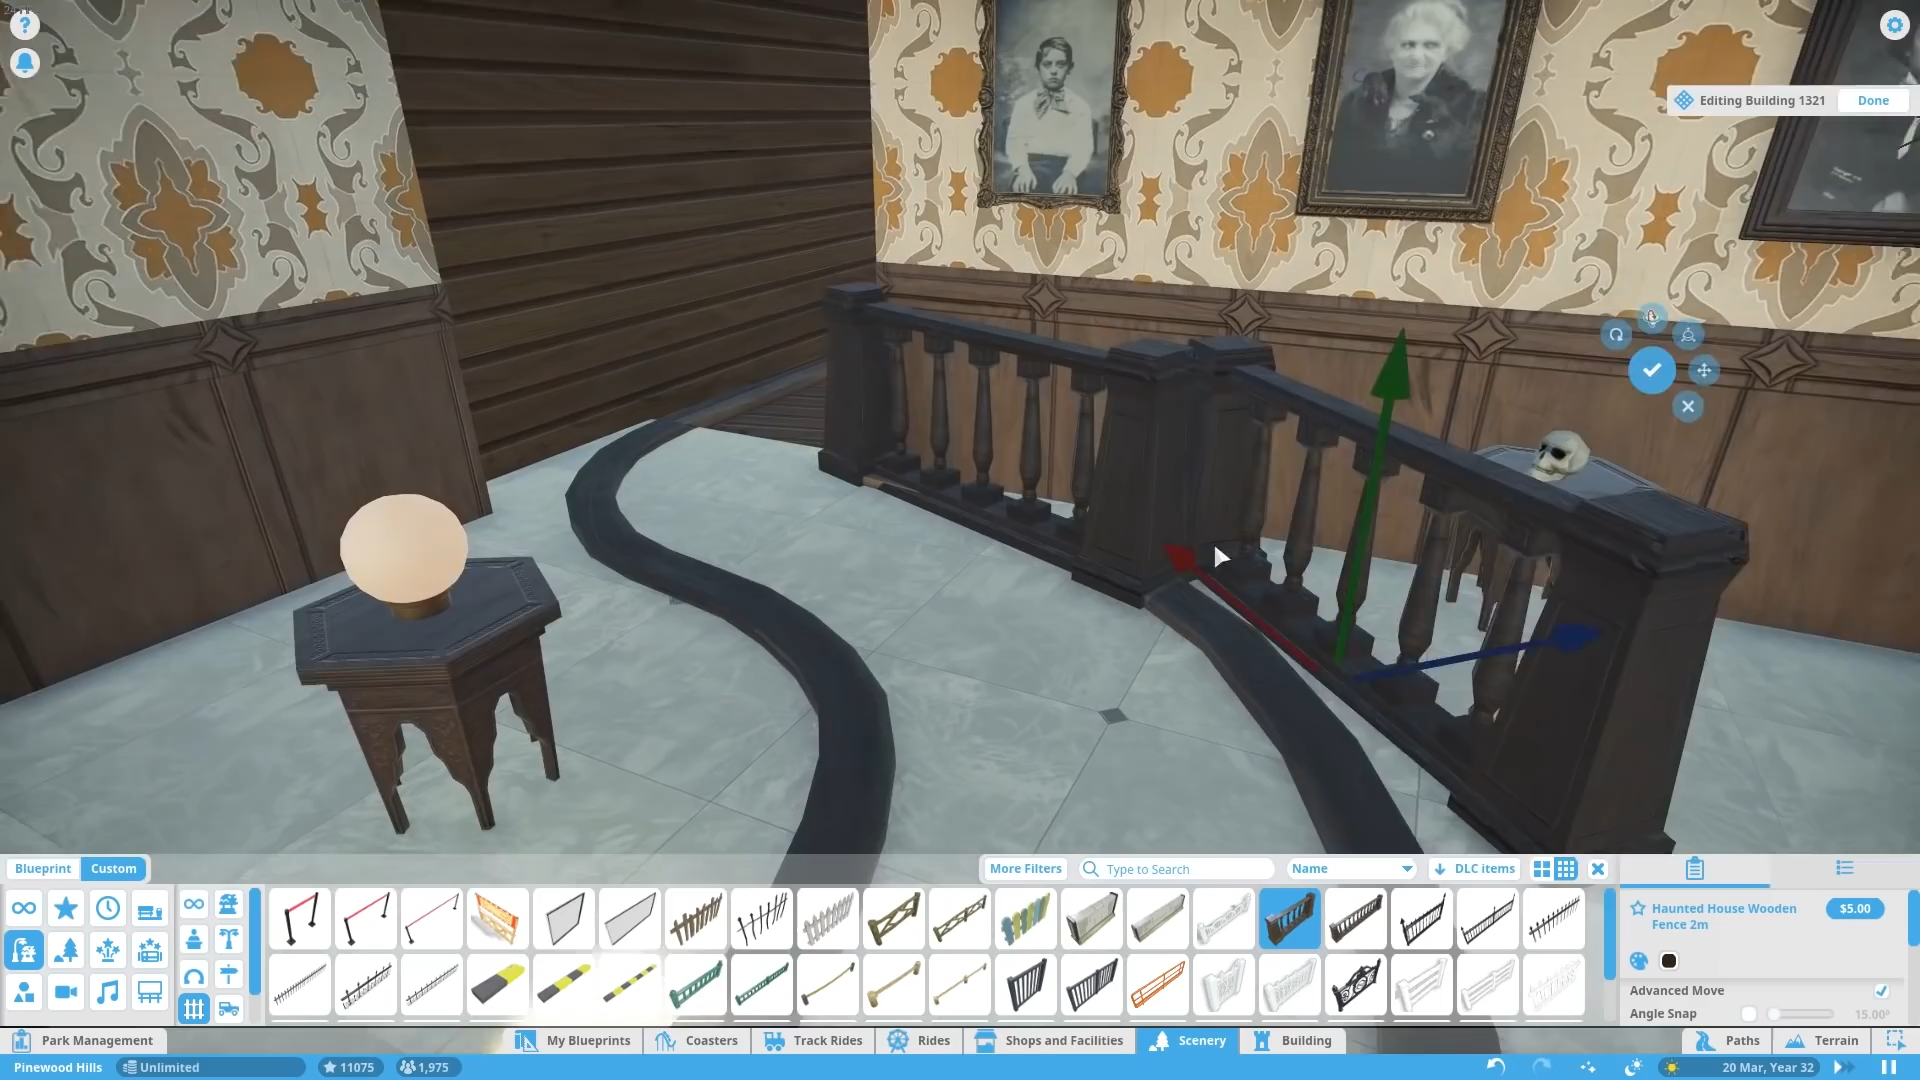 ?
Editing Building 1321 Done
Blueprint Custom
More Filters Type to Search Name DLC items
Haunted House Wooden Fence 2m $5.00
Advanced Move
Angle Snap 15.00°
Park Management My Blueprints Coasters Track Rides Rides Shops and Facilities Scenery Building Paths Terrain
Pinewood Hills Unlimited 11075 1,975 20 Mar, Year 32